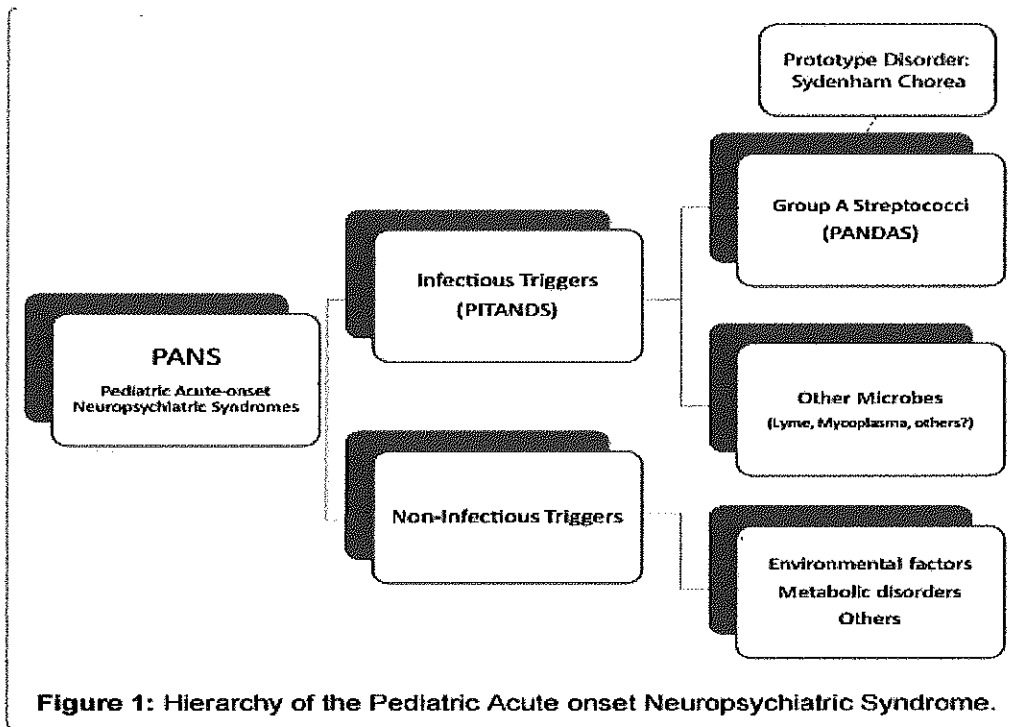 Prototype Disorder:
Sydenham Chorea
Group A Streptococci
(PANDAS)
Infectious Triggers
(PITANDS)
PANS
Pediatric Acute-onset
Neuropsychiatric Syndromes
Other Microbes
(Lyme, Mycoplasma, others?)
Non-Infectious Triggers
Environmental factors
Metabolic disorders
Others
Figure 1: Hierarchy of the Pediatric Acute onset Neuropsychiatric Syndrome.